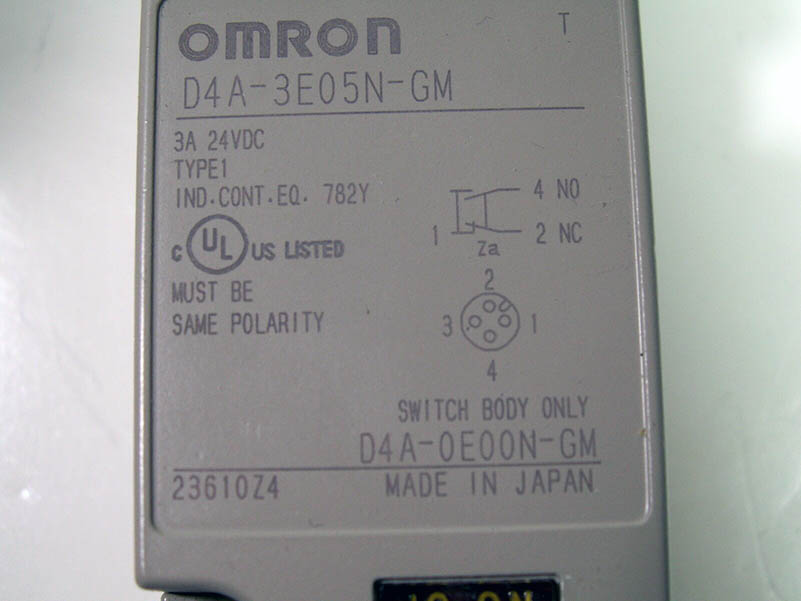 T
OMRON
D4A-3E05N-GM
3A 24VDC
TYPE1
IND.CONT.EQ. 782Y
4 NO
1
2 NC
Za
C UL US LISTED
MUST BE
SAME POLARITY
2
3
1
4
SWITCH BODY ONLY
D4A-0E00N-GM
23610Z4 MADE IN JAPAN